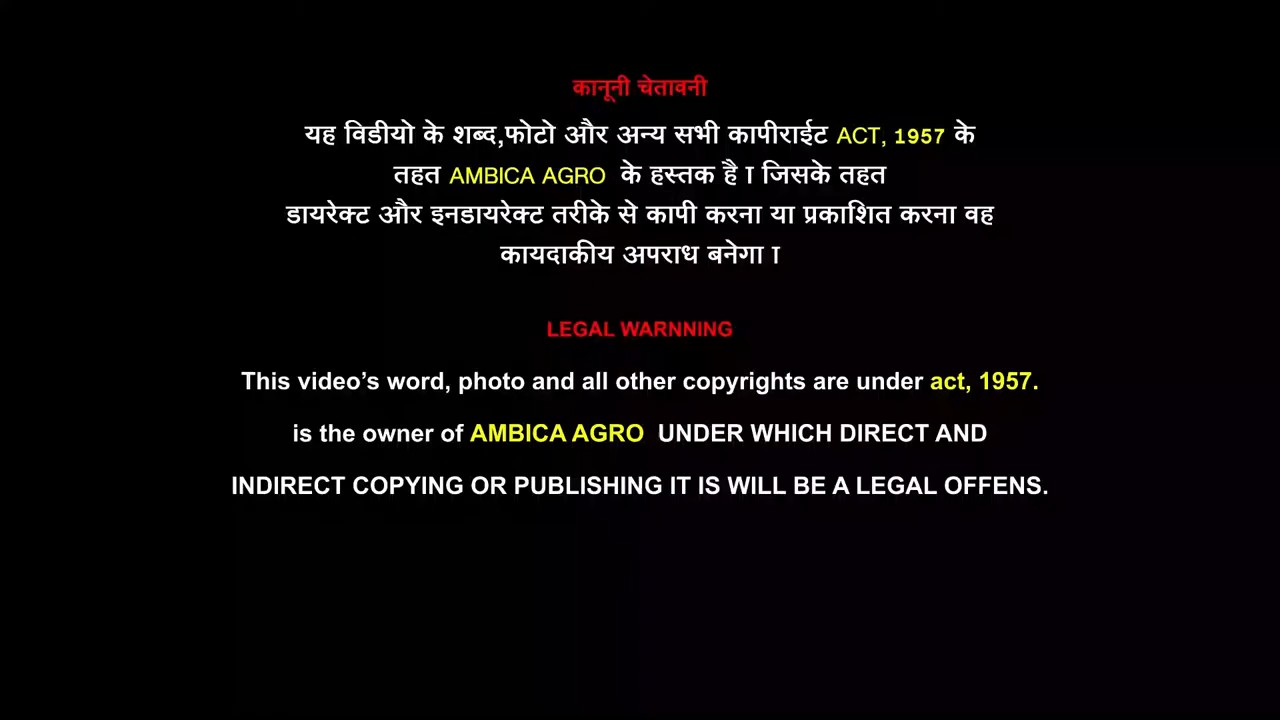 कानूनी चेतावनी
यह विडीयो के शब्द,फोटो और अन्य सभी कापीराईट ACT, 1957 के
तहत AMBICA AGRO के हस्तक है। जिसके तहत
डायरेक्ट और इनडायरेक्ट तरीके से कापी करना या प्रकाशित करना वह
कायदाकीय अपराध बनेगा।
LEGAL WARNNING
This video’s word, photo and all other copyrights are under act, 1957.
is the owner of AMBICA AGRO UNDER WHICH DIRECT AND
INDIRECT COPYING OR PUBLISHING IT IS WILL BE A LEGAL OFFENS.